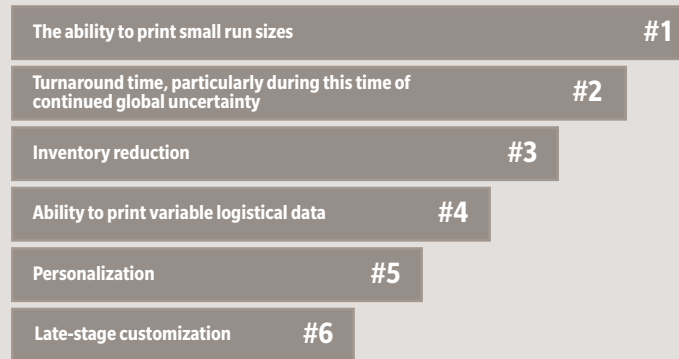 The ability to print small run sizes #1
Turnaround time, particularly during this time of
continued global uncertainty #2
Inventory reduction #3
Ability to print variable logistical data #4
Personalization #5
Late-stage customization #6